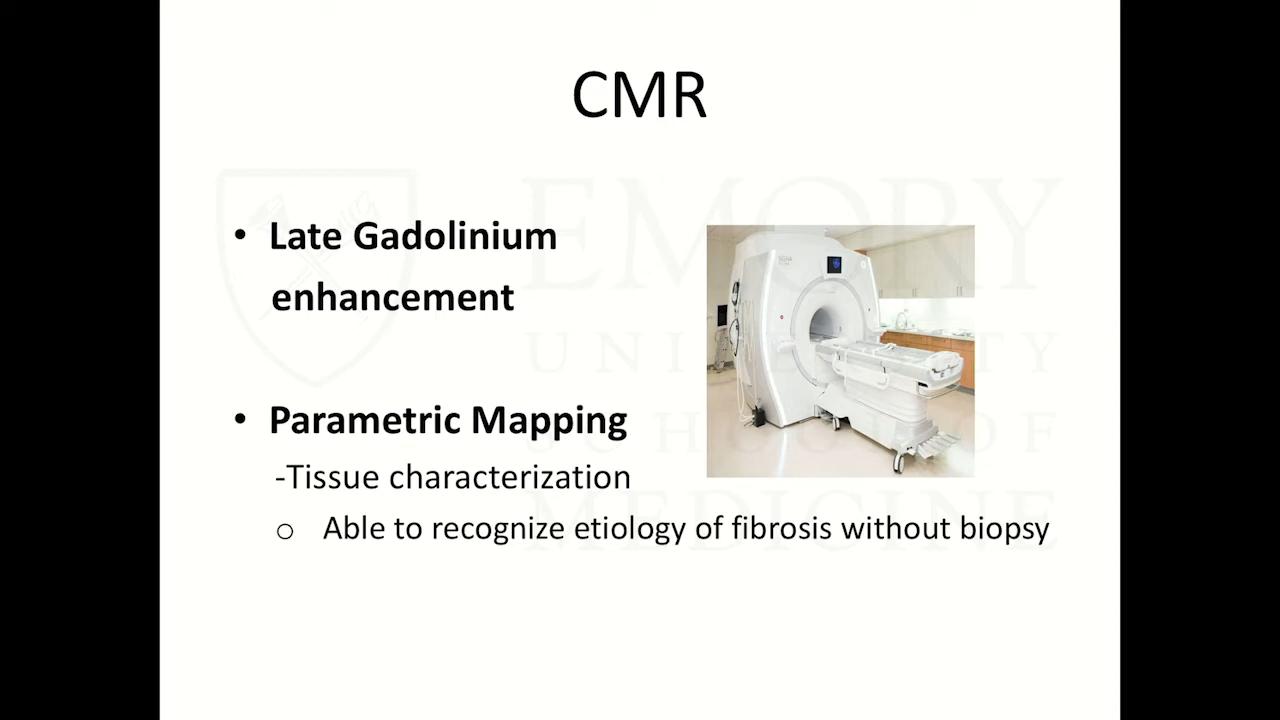 CMR
• Late Gadolinium
enhancement
• Parametric Mapping
-Tissue characterization
o Able to recognize etiology of fibrosis without biopsy
EMORY
UNIVERSITY
SCHOOL OF
MEDICINE